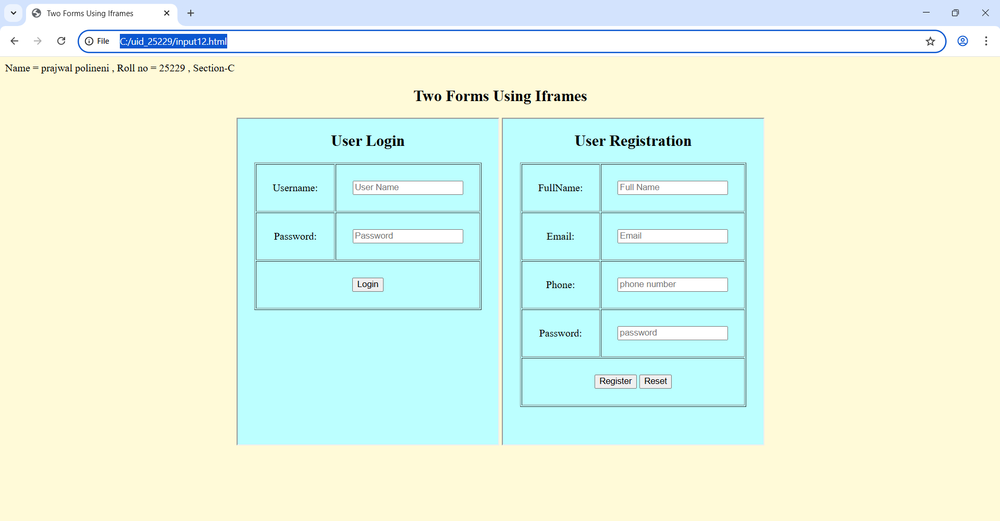 Two Forms Using Iframes
File C:/uid_25229/input12.html
Name = prajwal polineni , Roll no = 25229 , Section-C
Two Forms Using Iframes
User Login
Username: User Name
Password: Password
Login
User Registration
FullName: Full Name
Email: Email
Phone: phone number
Password: password
Register Reset